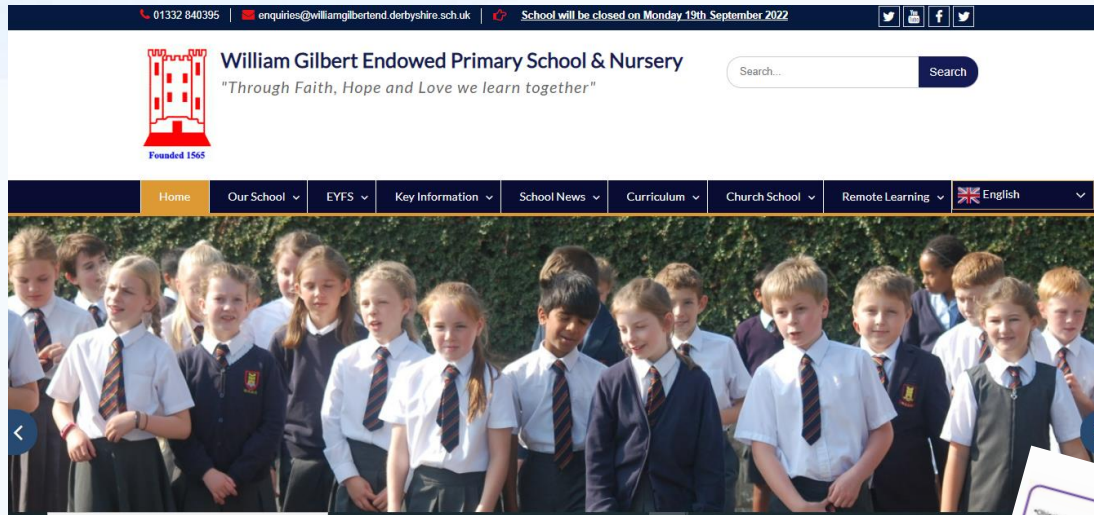 01332 840395 enquiries@williamgilbertend.derbyshire.sch.uk School will be closed on Monday 19th September 2022
You Tube
William Gilbert Endowed Primary School & Nursery
"Through Faith, Hope and Love we learn together"
Search... Search
Founded 1565
Home Our School EYFS Key Information School News Curriculum Church School Remote Learning English